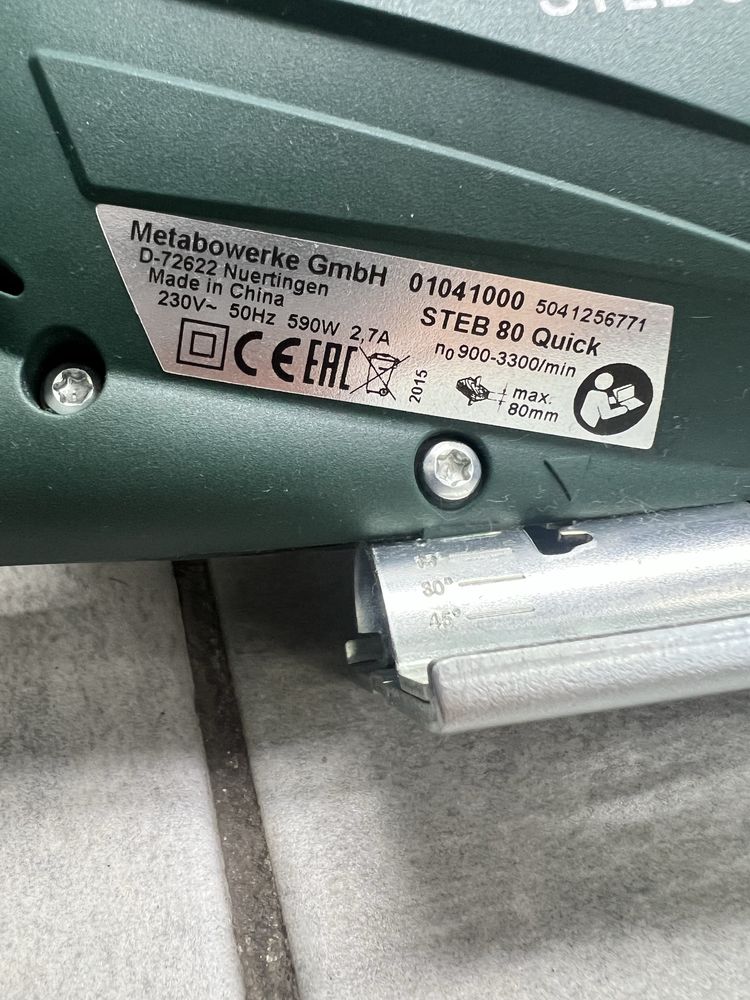 STEB
Metabowerke GmbH
D-72622 Nuertingen
Made in China
230V~ 50Hz 590W 2,7A
CE EAC
2015
01041000 5041256771
STEB 80 Quick
n0 900-3300/min
max.
80mm
30°
45°